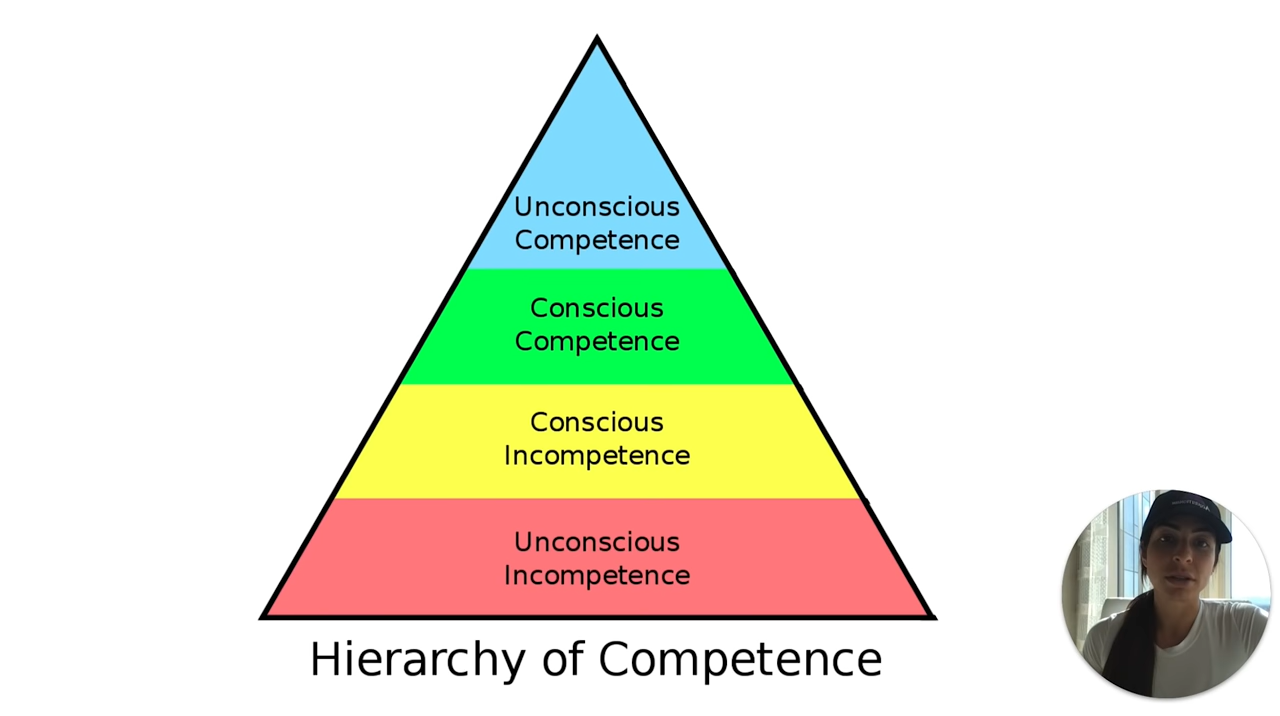 Unconscious
Competence
Conscious
Competence
Conscious
Incompetence
Unconscious
Incompetence
Hierarchy of Competence